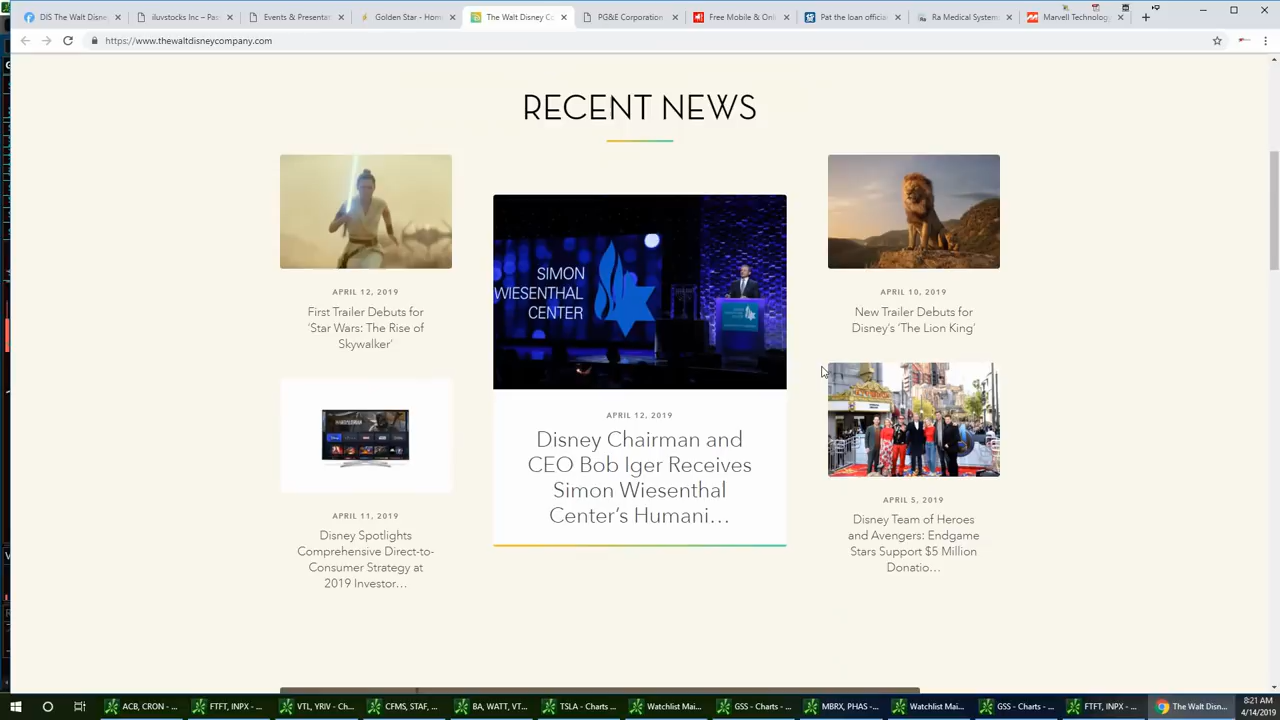 DIS The Walt Disney
iluvstocks Inc – Pas
Events & Presentat
Golden Star - Hom
The Walt Disney Co
PG&E Corporation
Free Mobile & Onli
Pat the loan officia
Ra Medical System
Marvell Technology
https://www.thewaltdisneycompany.com
RECENT NEWS
APRIL 12, 2019
First Trailer Debuts for
‘Star Wars: The Rise of
Skywalker’
APRIL 11, 2019
Disney Spotlights
Comprehensive Direct-to-
Consumer Strategy at
2019 Investor…
SIMON
WIESENTHAL
CENTER
APRIL 12, 2019
Disney Chairman and
CEO Bob Iger Receives
Simon Wiesenthal
Center’s Humani…
APRIL 10, 2019
New Trailer Debuts for
Disney’s ‘The Lion King’
APRIL 5, 2019
Disney Team of Heroes
and Avengers: Endgame
Stars Support $5 Million
Donatio…
ACB, CRON - ...
FTFT, INPX - ...
VTL, YRIV - Ch...
CFMS, STAF, ...
BA, WATT, VT...
TSLA - Charts ...
Watchlist Mai...
GSS - Charts - ...
MBRX, PHAS - ...
Watchlist Mai...
GSS - Charts - ...
FTFT, INPX - ...
The Walt Disn...
8:21 AM
4/14/2019